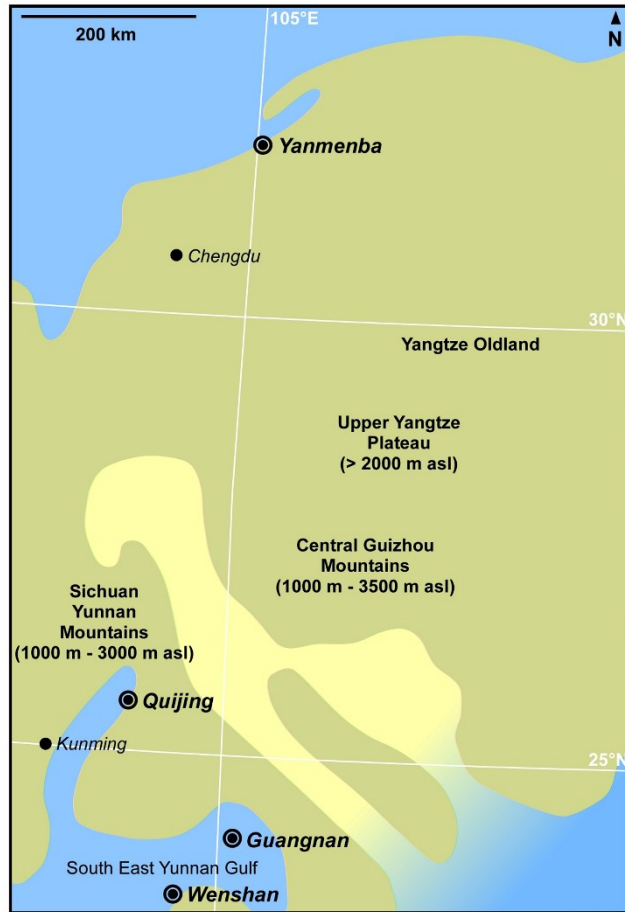 105°E
200 km
N
Yanmenba
Chengdu
30°N
Yangtze Oldland
Upper Yangtze
Plateau
(> 2000 m asl)
Central Guizhou
Mountains
(1000 m - 3500 m asl)
Sichuan
Yunnan
Mountains
(1000 m - 3000 m asl)
Quijing
Kunming
25°N
Guangnan
South East Yunnan Gulf
Wenshan